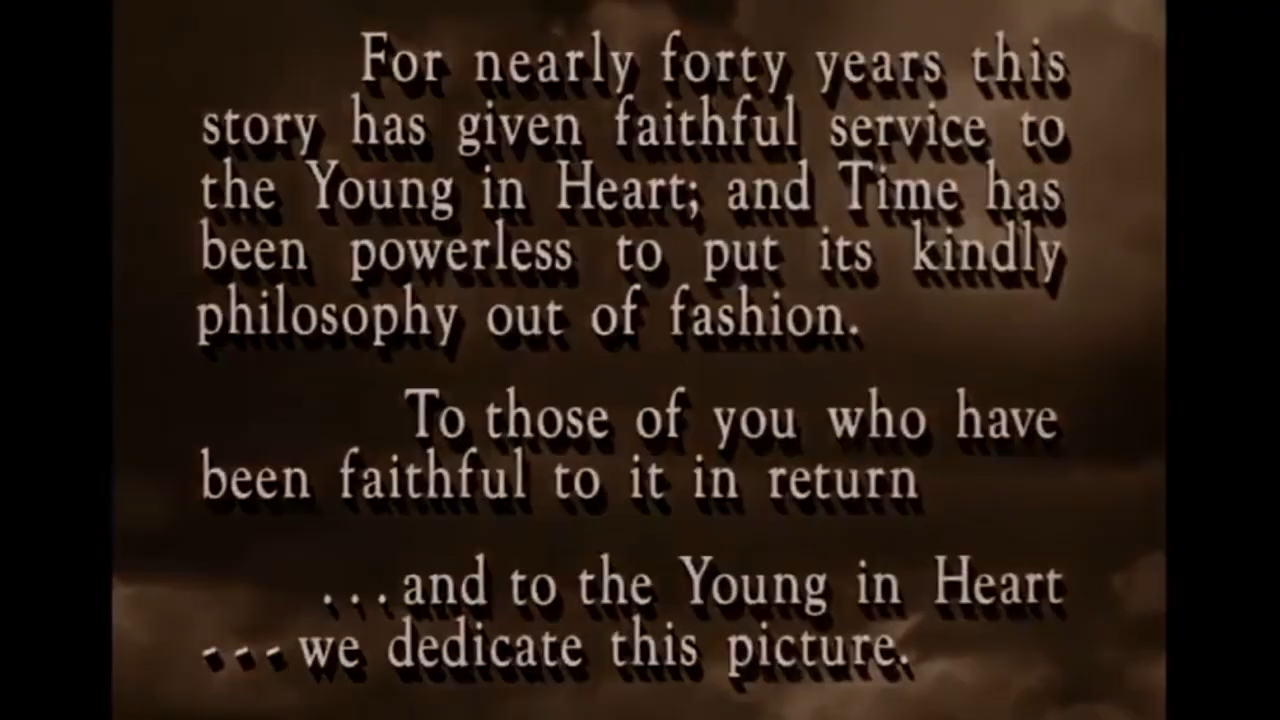 For nearly forty years this
story has given faithful service to
the Young in Heart; and Time has
been powerless to put its kindly
philosophy out of fashion.
To those of you who have
been faithful to it in return
...and to the Young in Heart
---we dedicate this picture.